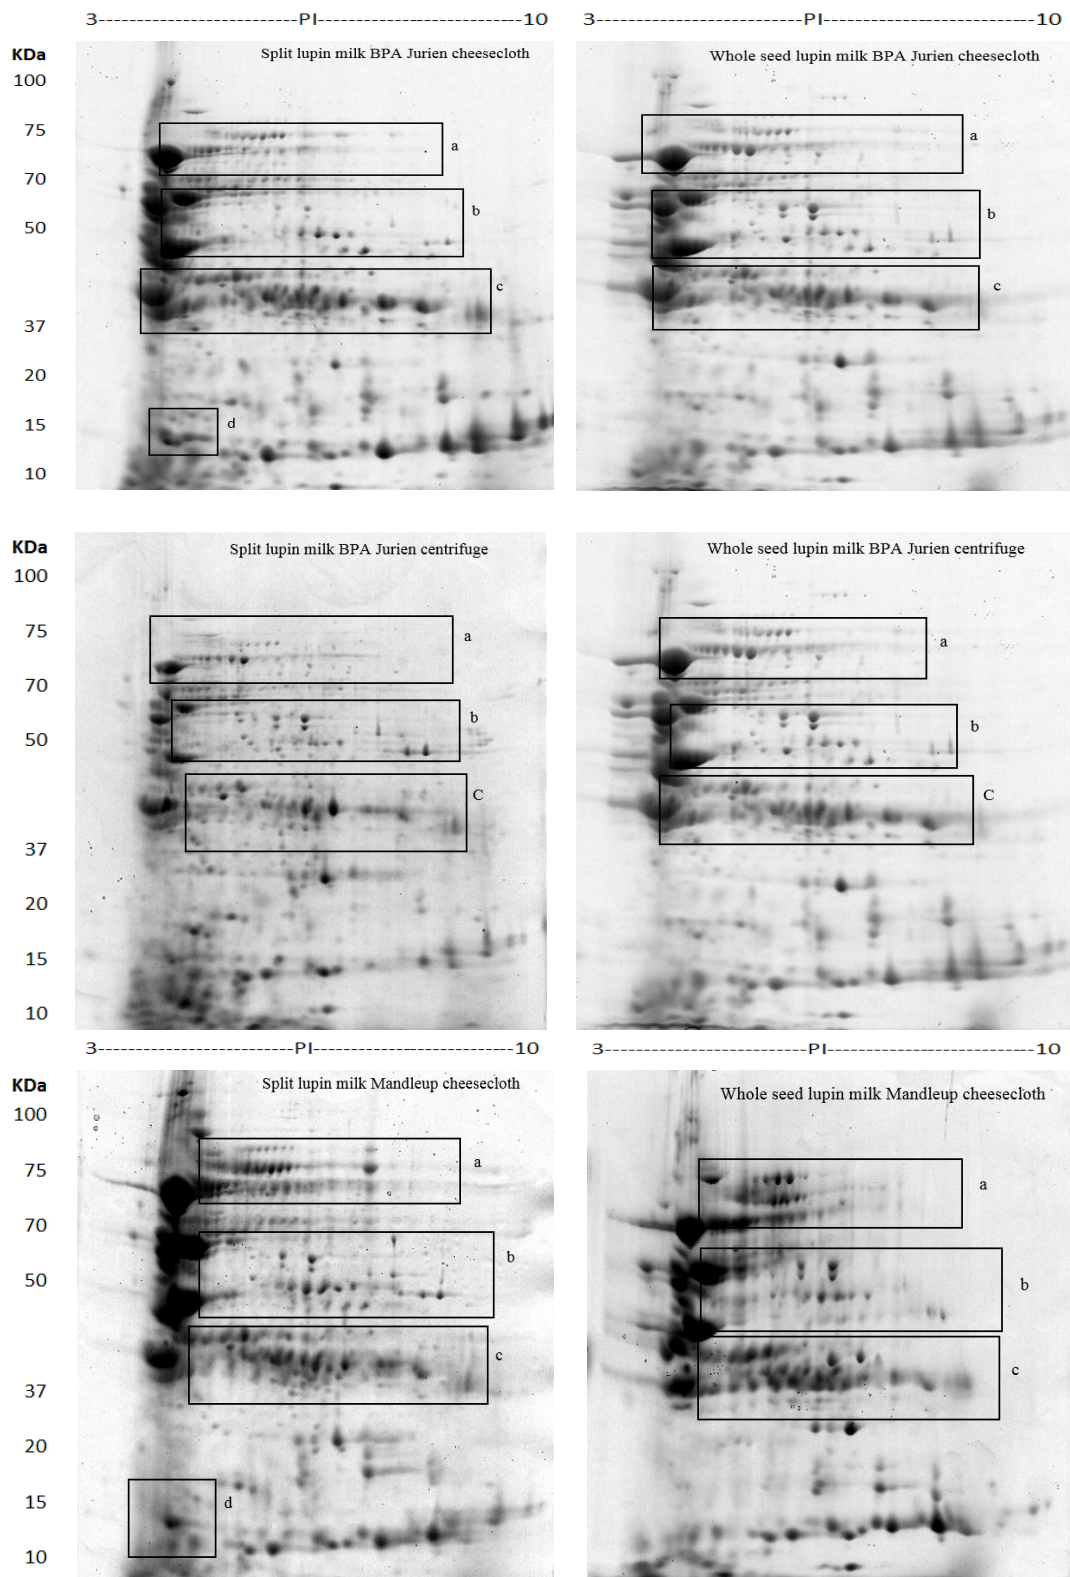 3--------------------PI--------------------10
3--------------------PI--------------------10
KDa
Split lupin milk BPA Jurien cheesecloth
Whole seed lupin milk BPA Jurien cheesecloth
100
75
a
a
70
b
b
50
c
c
37
20
15
d
10
KDa
Split lupin milk BPA Jurien centrifuge
Whole seed lupin milk BPA Jurien centrifuge
100
75
a
a
70
b
b
50
C
C
37
20
15
10
3--------------------PI--------------------10
3--------------------PI--------------------10
KDa
Split lupin milk Mandleup cheesecloth
Whole seed lupin milk Mandleup cheesecloth
100
75
a
a
70
b
b
50
c
c
37
20
15
d
10